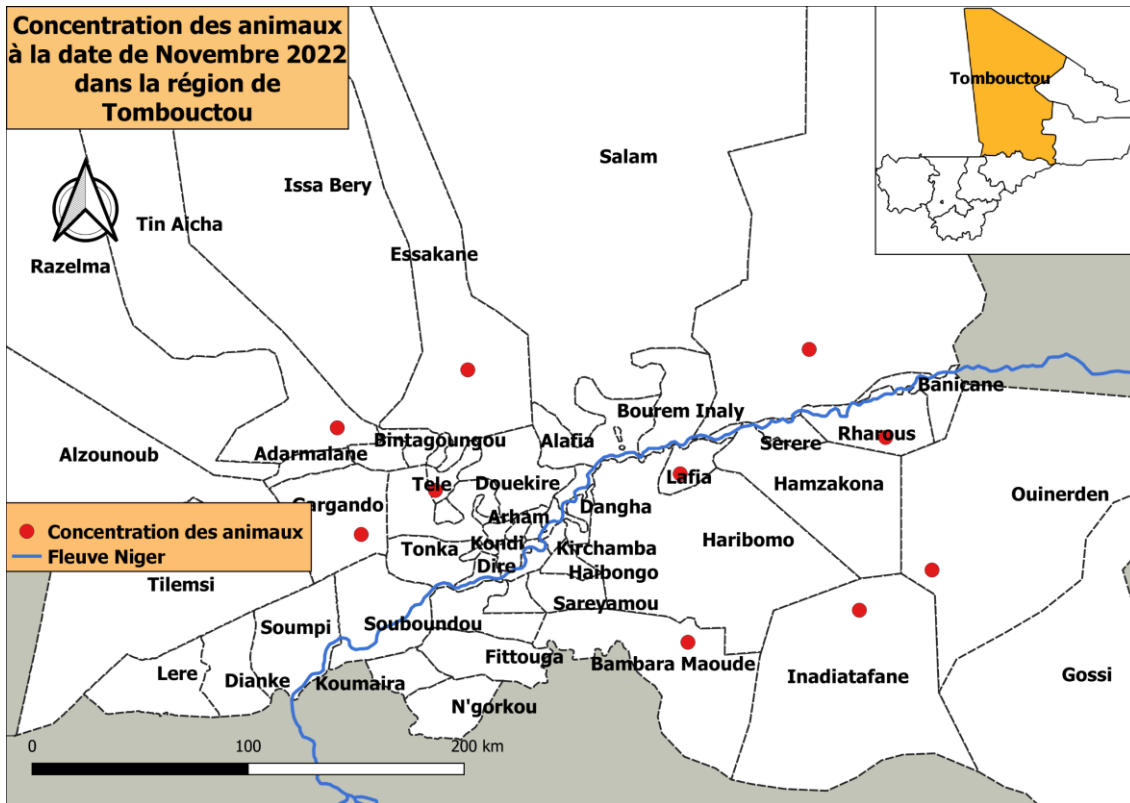 Concentration des animaux
à la date de Novembre 2022
dans la région de
Tombouctou
Tombouctou
Salam
Issa Bery
Tin Aicha
Essakane
Razelma
Banicane
Bourem Inaly
Alafia
Bintagoungou
Serere
Rharous
Adarmalane
Alzounoub
Lafia
Tele
Douekire
Hamzakona
Ouinerden
Gargando
Dangha
Arham
Concentration des animaux
Haribomo
Kondi
Tonka
Kirchamba
Fleuve Niger
Dire
Haibongo
Tilemsi
Sareyamou
Soumpi
Souboundou
Fittouga
Bambara Maoude
Lere
Dianke
Koumaira
Inadiatafane
Gossi
N'gorkou
0 100 200 km